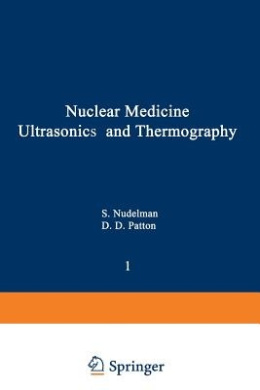 Nuclear Medicine
Ultrasonics and Thermography
S. Nudelman
D. D. Patton
1
Springer